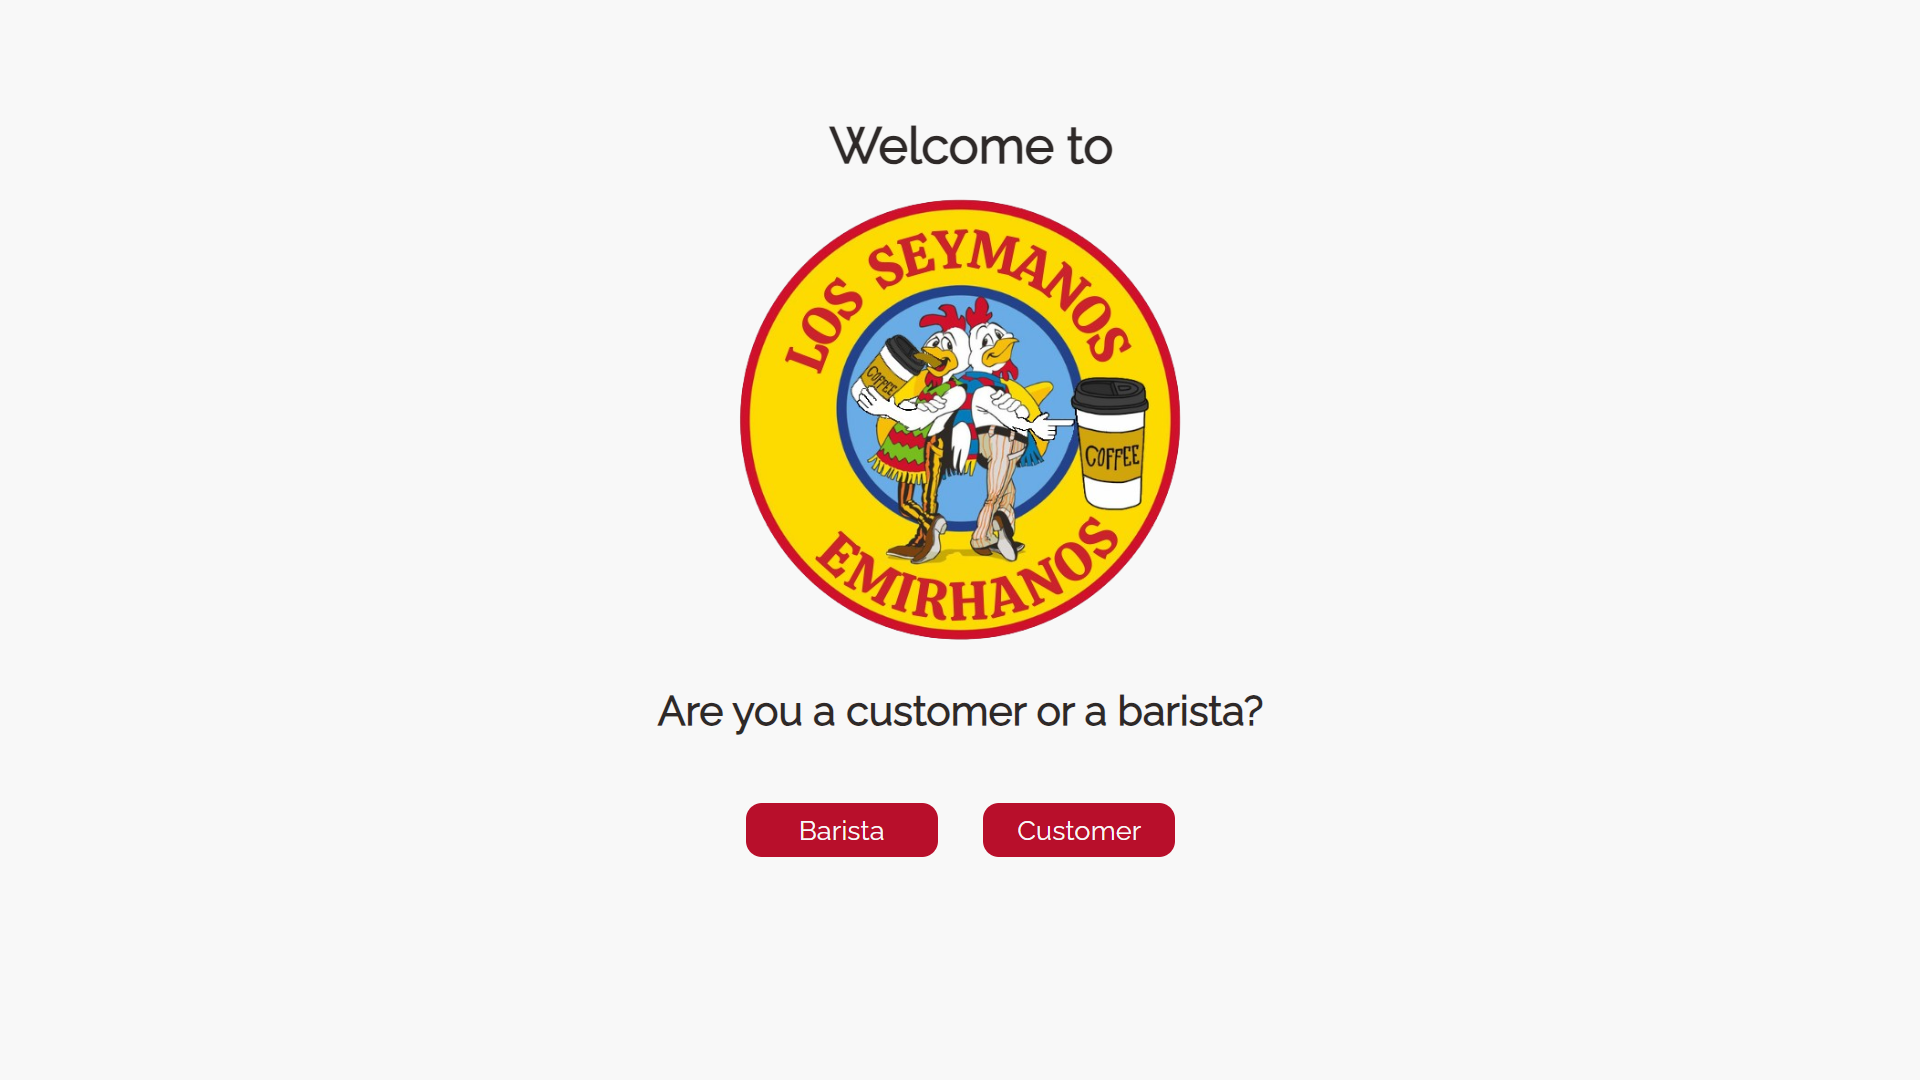 Welcome to
LOS SEYMANOS
COFFEE
COFFEE
EMIRHANOS
Are you a customer or a barista?
Barista
Customer